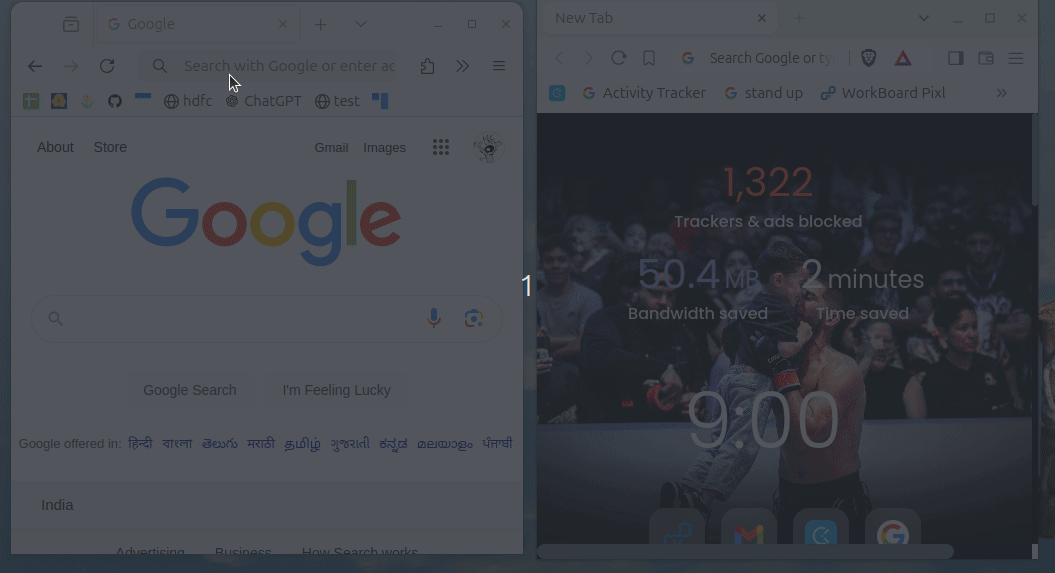 Google
Search with Google or enter ac
hdfc
ChatGPT
test
About
Store
Gmail
Images
Google
Google Search
I'm Feeling Lucky
Google offered in: हिन्दी বাংলা తెలుగు मराठी தமிழ் ગુજરાતી ಕನ್ನಡ മലയാളം ਪੰਜਾਬੀ
India
Advertising
Business
How Search works
1
New Tab
Search Google or ty
Activity Tracker
stand up
WorkBoard Pixl
»
1,322
Trackers & ads blocked
50.4 MB
2 minutes
Bandwidth saved
Time saved
9:00